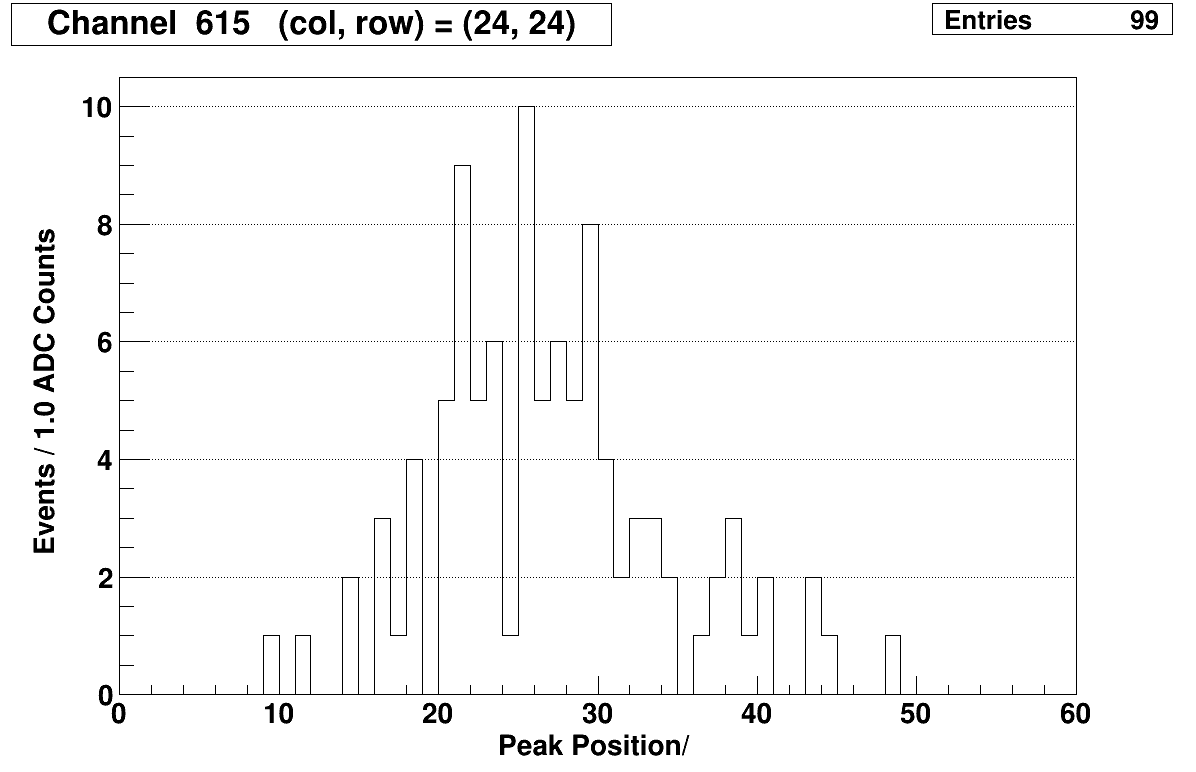 Channel 615 (col, row) = (24, 24)
Entries 99
Events / 1.0 ADC Counts
10
8
6
4
2
0
0 10 20 30 40 50 60
Peak Position/